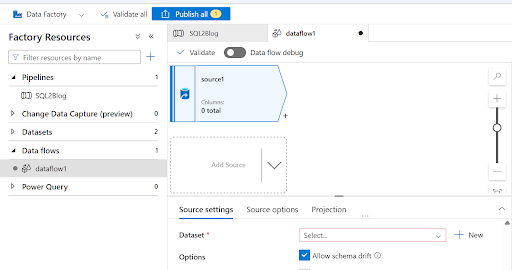 Data Factory
Validate all
Publish all 1
Factory Resources
Filter resources by name
Pipelines 1
SQL2Blog
Change Data Capture (preview) 0
Datasets 2
Data flows 1
dataflow1
Power Query 0
SQL2Blog
dataflow1
Validate
Data flow debug
source1
Columns:
0 total
Add Source
Source settings
Source options
Projection
...
Dataset *
Select...
New
Options
Allow schema drift